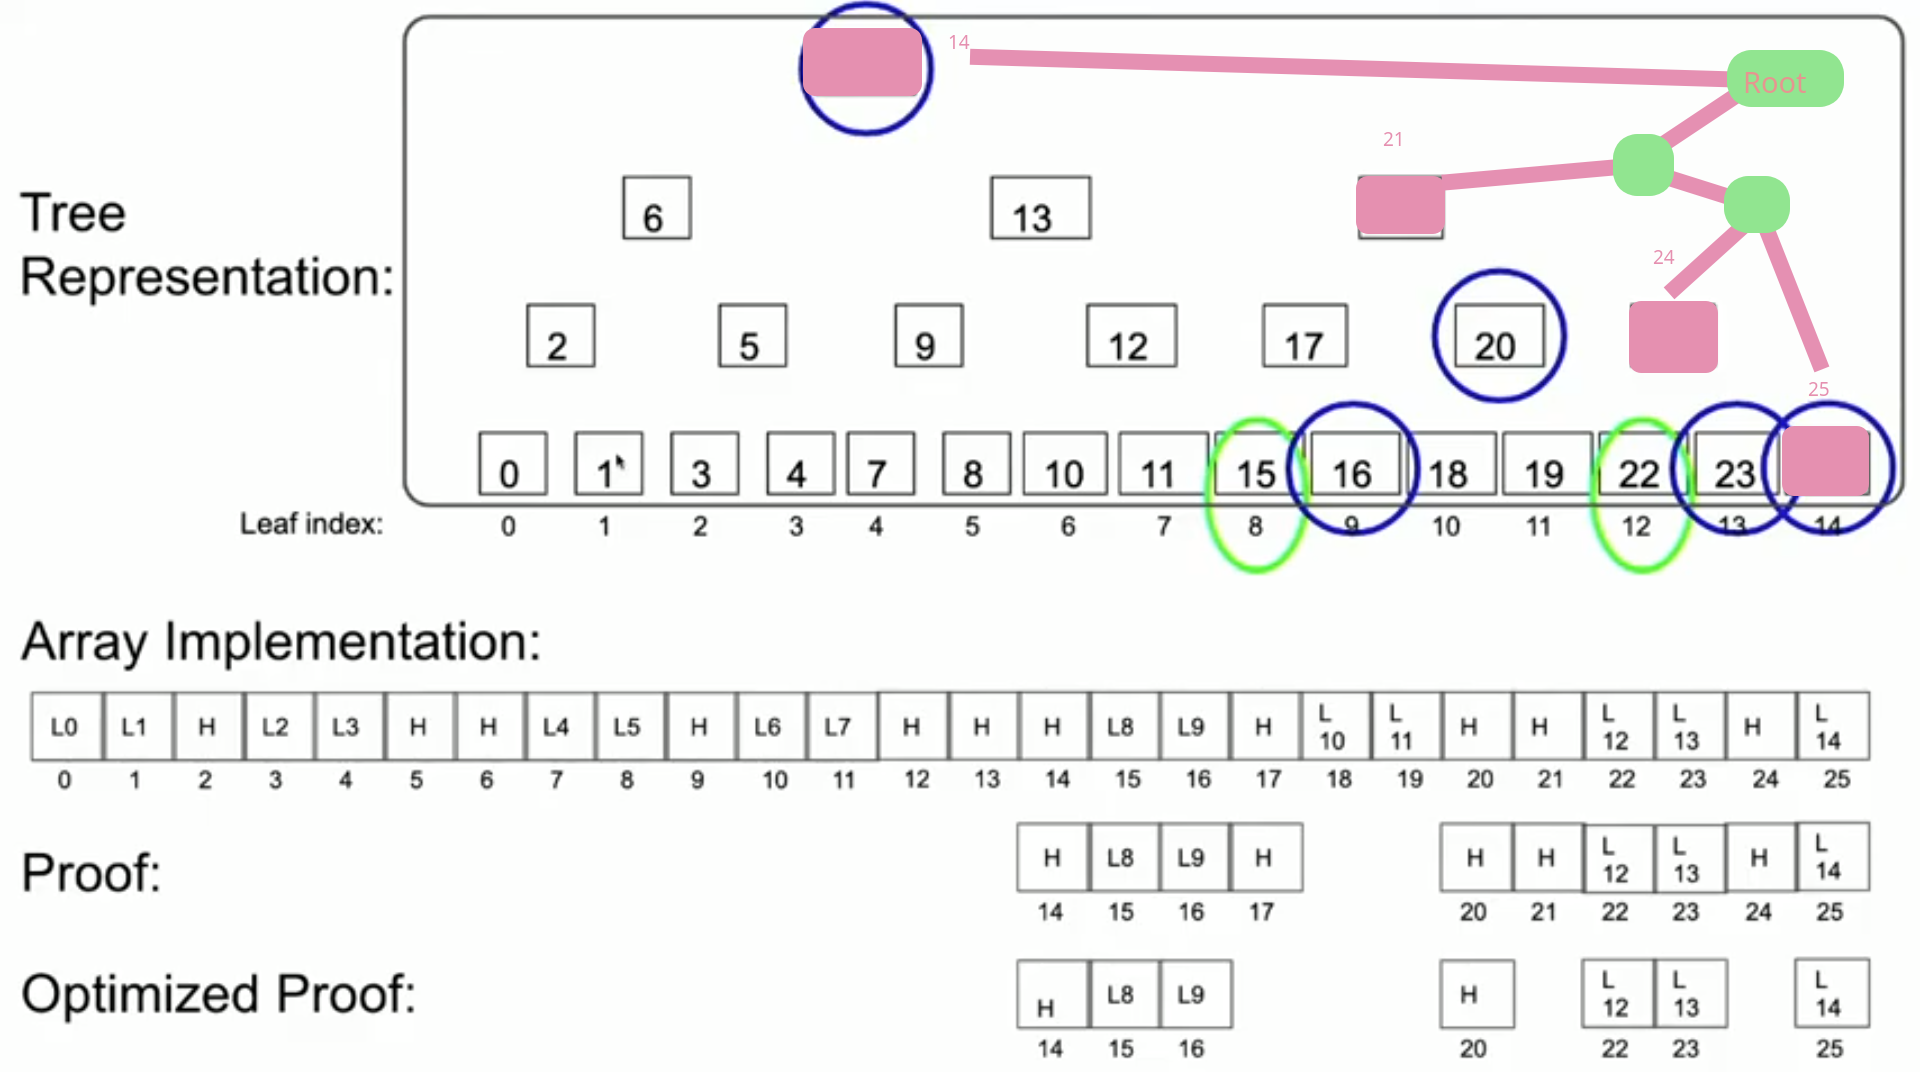 14
Root
21
Tree
Representation:
6 13
24
2 5 9 12 17 20
25
0 1 3 4 7 8 10 11 15 16 18 19 22 23
Leaf index: 0 1 2 3 4 5 6 7 8 9 10 11 12 13 14
Array Implementation:
L0 L1 H L2 L3 H H L4 L5 H L6 L7 H H H L8 L9 H L 10 L 11 H H L 12 L 13 H L 14
0 1 2 3 4 5 6 7 8 9 10 11 12 13 14 15 16 17 18 19 20 21 22 23 24 25
Proof: H L8 L9 H H H L 12 L 13 H L 14
14 15 16 17 20 21 22 23 24 25
Optimized Proof: H L8 L9 H L 12 L 13 L 14
14 15 16 20 22 23 25